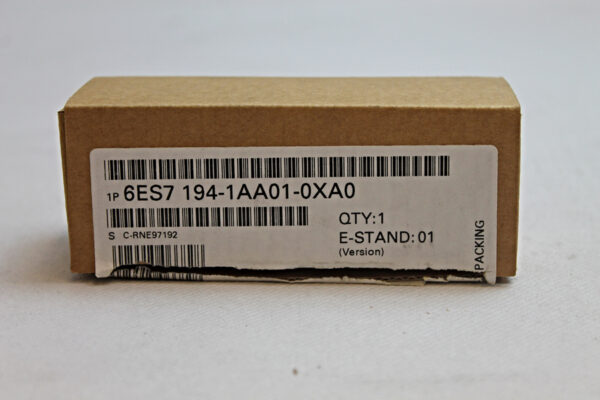 1P 6ES7 194-1AA01-0XA0
S C-RNE97192
QTY:1
E-STAND:01
(Version)
PACKING